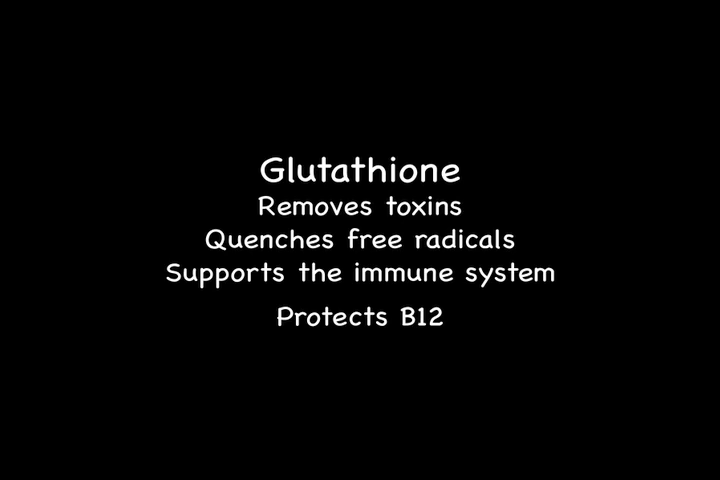 Glutathione
Removes toxins
Quenches free radicals
Supports the immune system
Protects B12